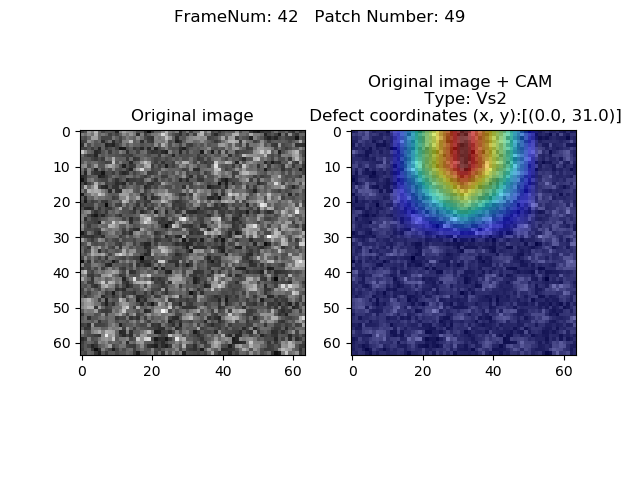 FrameNum: 42   Patch Number: 49
Original image
Original image + CAM
Type: Vs2
Defect coordinates (x, y):[(0.0, 31.0)]
0
10
20
30
40
50
60
0 20 40 60
0
10
20
30
40
50
60
0 20 40 60